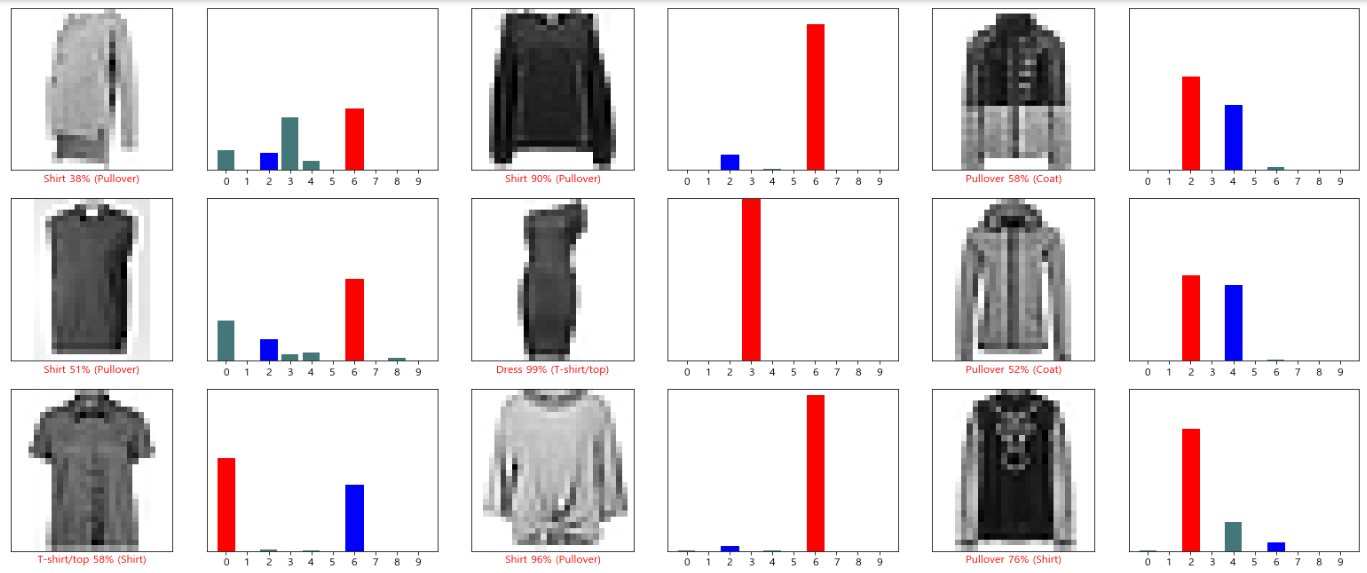 0 1 2 3 4 5 6 7 8 9 0 1 2 3 4 5 6 7 8 9 0 1 2 3 4 5 6 7 8 9
Shirt 38% (Pullover) Shirt 90% (Pullover) Pullover 58% (Coat)
0 1 2 3 4 5 6 7 8 9 0 1 2 3 4 5 6 7 8 9 0 1 2 3 4 5 6 7 8 9
Shirt 51% (Pullover) Dress 99% (T-shirt/top) Pullover 52% (Coat)
0 1 2 3 4 5 6 7 8 9 0 1 2 3 4 5 6 7 8 9 0 1 2 3 4 5 6 7 8 9
T-shirt/top 58% (Shirt) Shirt 96% (Pullover) Pullover 76% (Shirt)